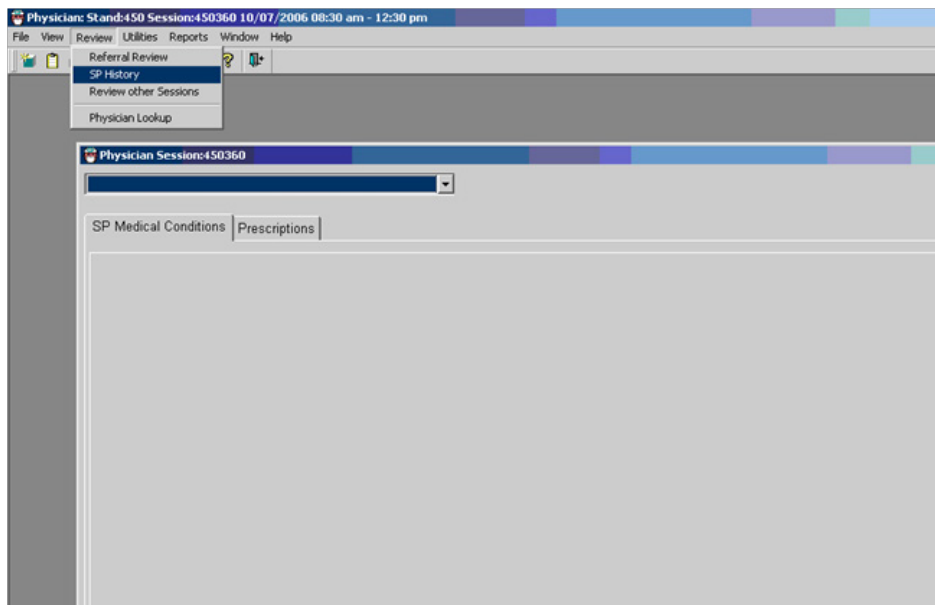 Physician: Stand:450 Session:450360 10/07/2006 08:30 am - 12:30 pm
File View Review Utilities Reports Window Help
Referral Review
SP History
Review other Sessions
Physician Lookup
Physician Session:450360
SP Medical Conditions Prescriptions